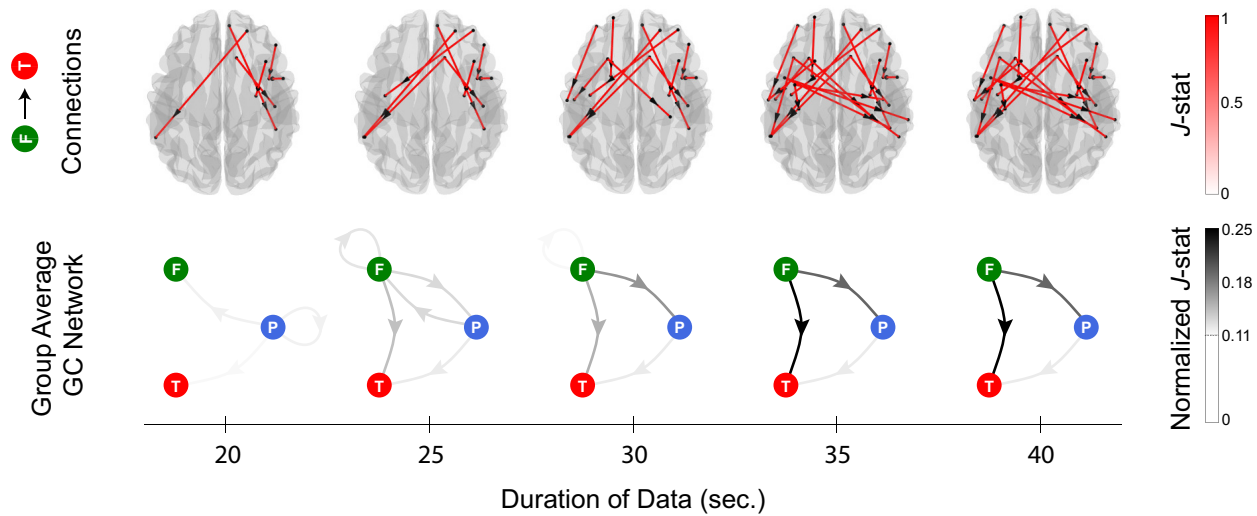 F → T
Connections
1
0.5
0
J-stat
Group Average
GC Network
F
P
T
F
P
T
F
P
T
F
P
T
F
P
T
0.25
0.18
0.11
0
Normalized J-stat
20
25
30
35
40
Duration of Data (sec.)